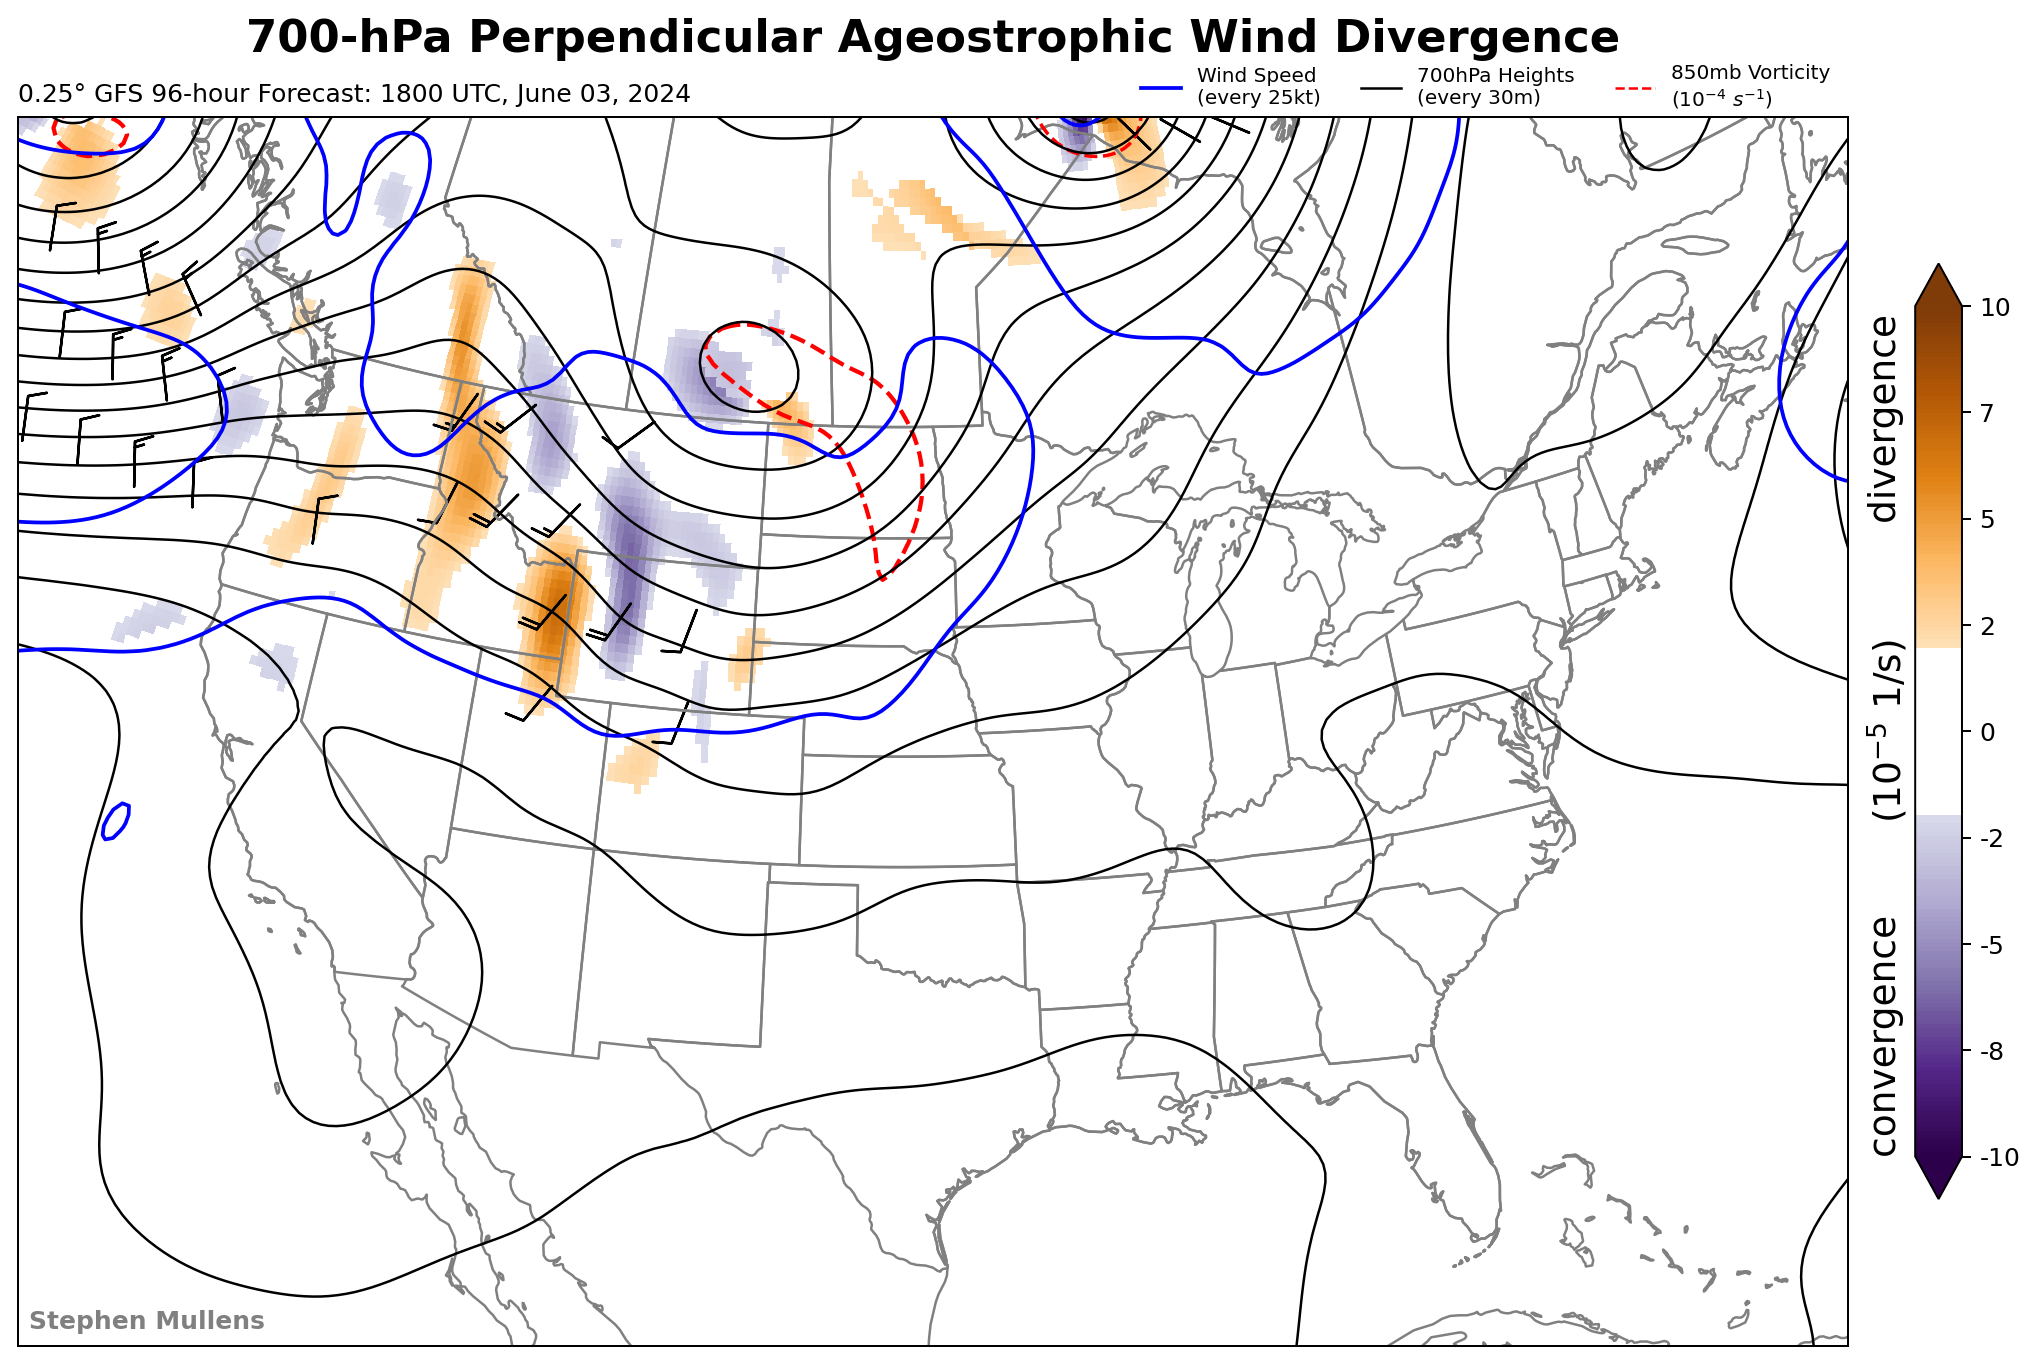 700-hPa Perpendicular Ageostrophic Wind Divergence
0.25° GFS 96-hour Forecast: 1800 UTC, June 03, 2024
Wind Speed
(every 25kt)
700hPa Heights
(every 30m)
850mb Vorticity
(10⁻⁴ s⁻¹)
10
7
5
2
0
-2
-5
-8
-10
convergence (10⁻⁵ 1/s) divergence
Stephen Mullens